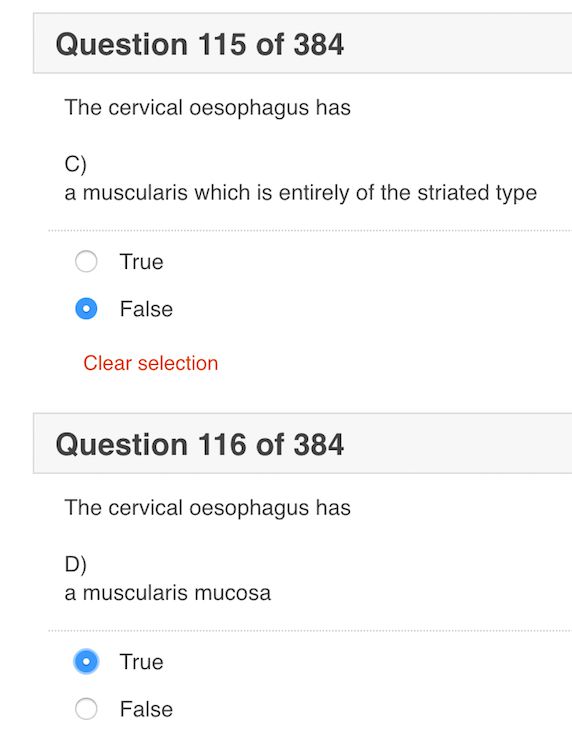 Question 115 of 384
The cervical oesophagus has
C)
a muscularis which is entirely of the striated type
True
False
Clear selection
Question 116 of 384
The cervical oesophagus has
D)
a muscularis mucosa
True
False